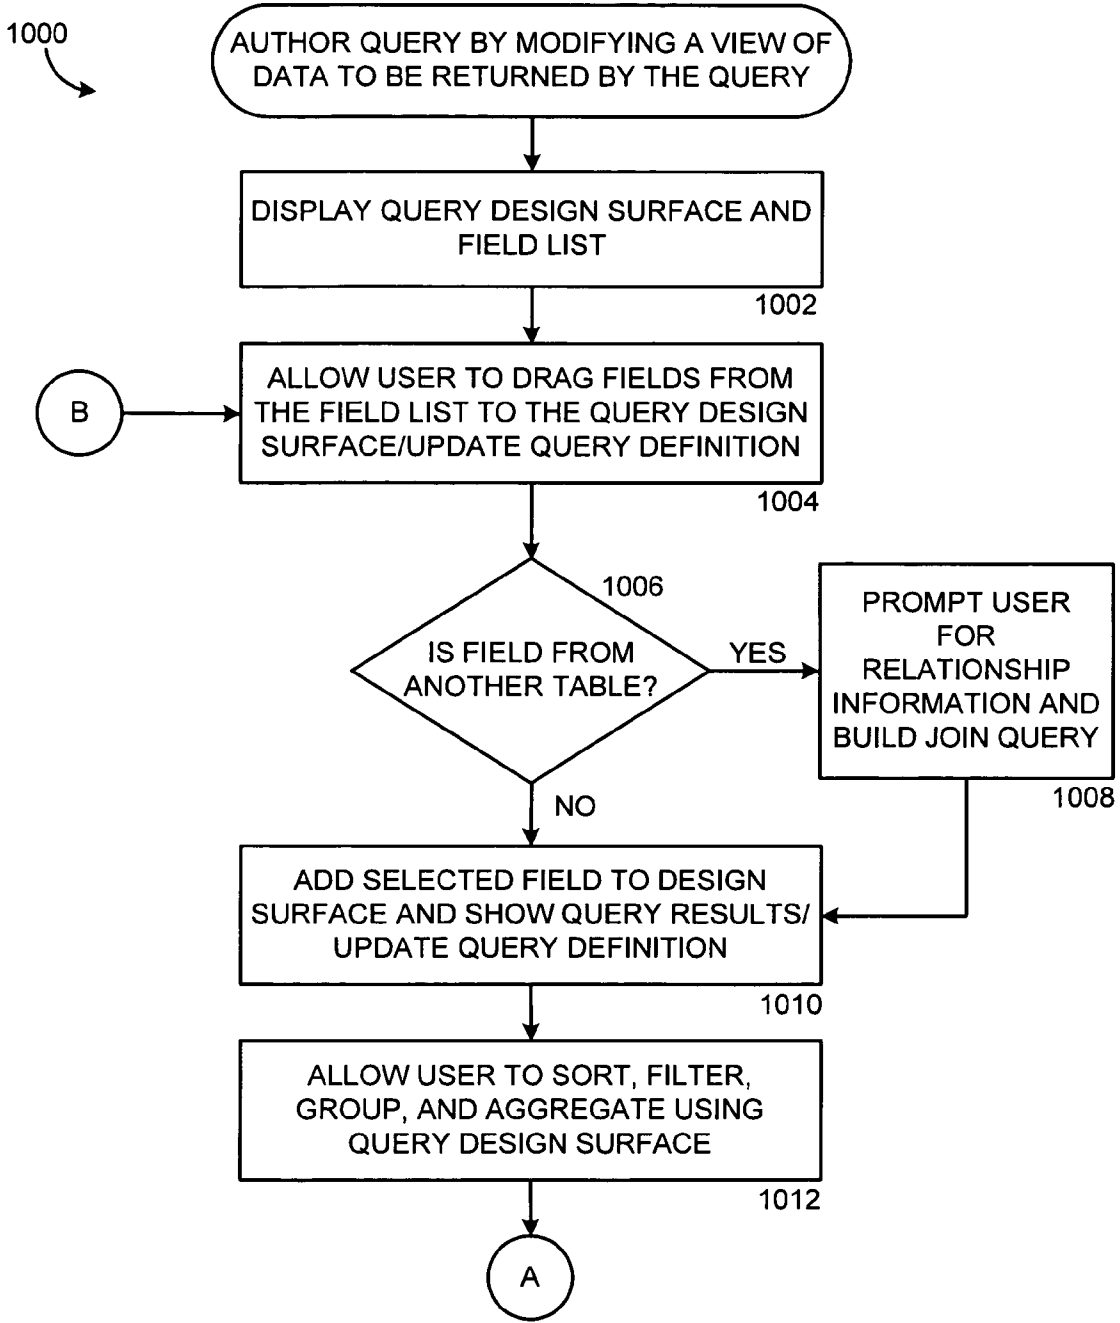 1000
AUTHOR QUERY BY MODIFYING A VIEW OF
DATA TO BE RETURNED BY THE QUERY
DISPLAY QUERY DESIGN SURFACE AND
FIELD LIST
1002
B
ALLOW USER TO DRAG FIELDS FROM
THE FIELD LIST TO THE QUERY DESIGN
SURFACE/UPDATE QUERY DEFINITION
1004
1006
IS FIELD FROM
ANOTHER TABLE?
YES
PROMPT USER
FOR
RELATIONSHIP
INFORMATION AND
BUILD JOIN QUERY
1008
NO
ADD SELECTED FIELD TO DESIGN
SURFACE AND SHOW QUERY RESULTS/
UPDATE QUERY DEFINITION
1010
ALLOW USER TO SORT, FILTER,
GROUP, AND AGGREGATE USING
QUERY DESIGN SURFACE
1012
A